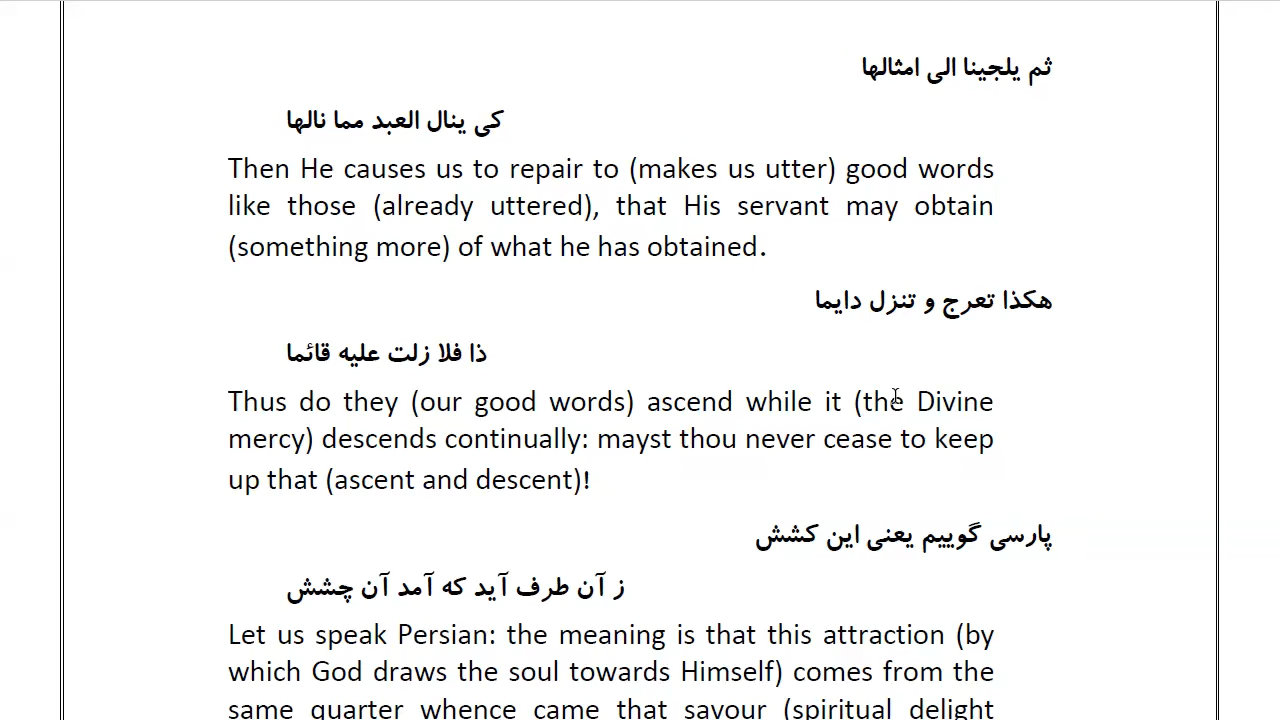 ثم یلجینا الی امثالها
کی ینال العبد مما نالها
Then He causes us to repair to (makes us utter) good words
like those (already uttered), that His servant may obtain
(something more) of what he has obtained.
هکذا تعرج و تنزل دایما
ذا فلا زلت علیه قائما
Thus do they (our good words) ascend while it (the Divine
mercy) descends continually: mayst thou never cease to keep
up that (ascent and descent)!
پارسی گوییم یعنی این کشش
ز آن طرف آید که آمد آن چشش
Let us speak Persian: the meaning is that this attraction (by
which God draws the soul towards Himself) comes from the
same quarter whence came that savour (spiritual delight